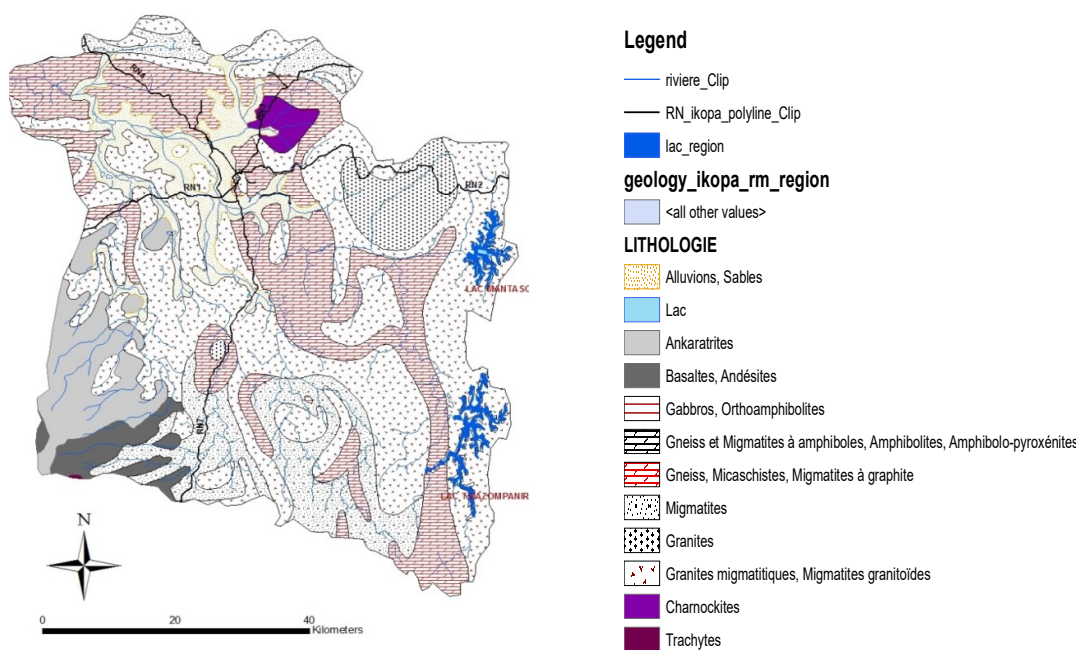 Legend
riviere_Clip
RN_ikopa_polyline_Clip
lac_region
geology_ikopa_rm_region
<all other values>
LITHOLOGIE
Alluvions, Sables
Lac
Ankaratrites
Basaltes, Andésites
Gabbros, Orthoamphibolites
Gneiss et Migmatites à amphiboles, Amphibolites, Amphibolo-pyroxénites
Gneiss, Micaschistes, Migmatites à graphite
Migmatites
Granites
Granites migmatitiques, Migmatites granitoïdes
Charnockites
Trachytes
RN4
RN1
RN2
LAC MANTASO
RN7
N
0 20 40
Kilometers